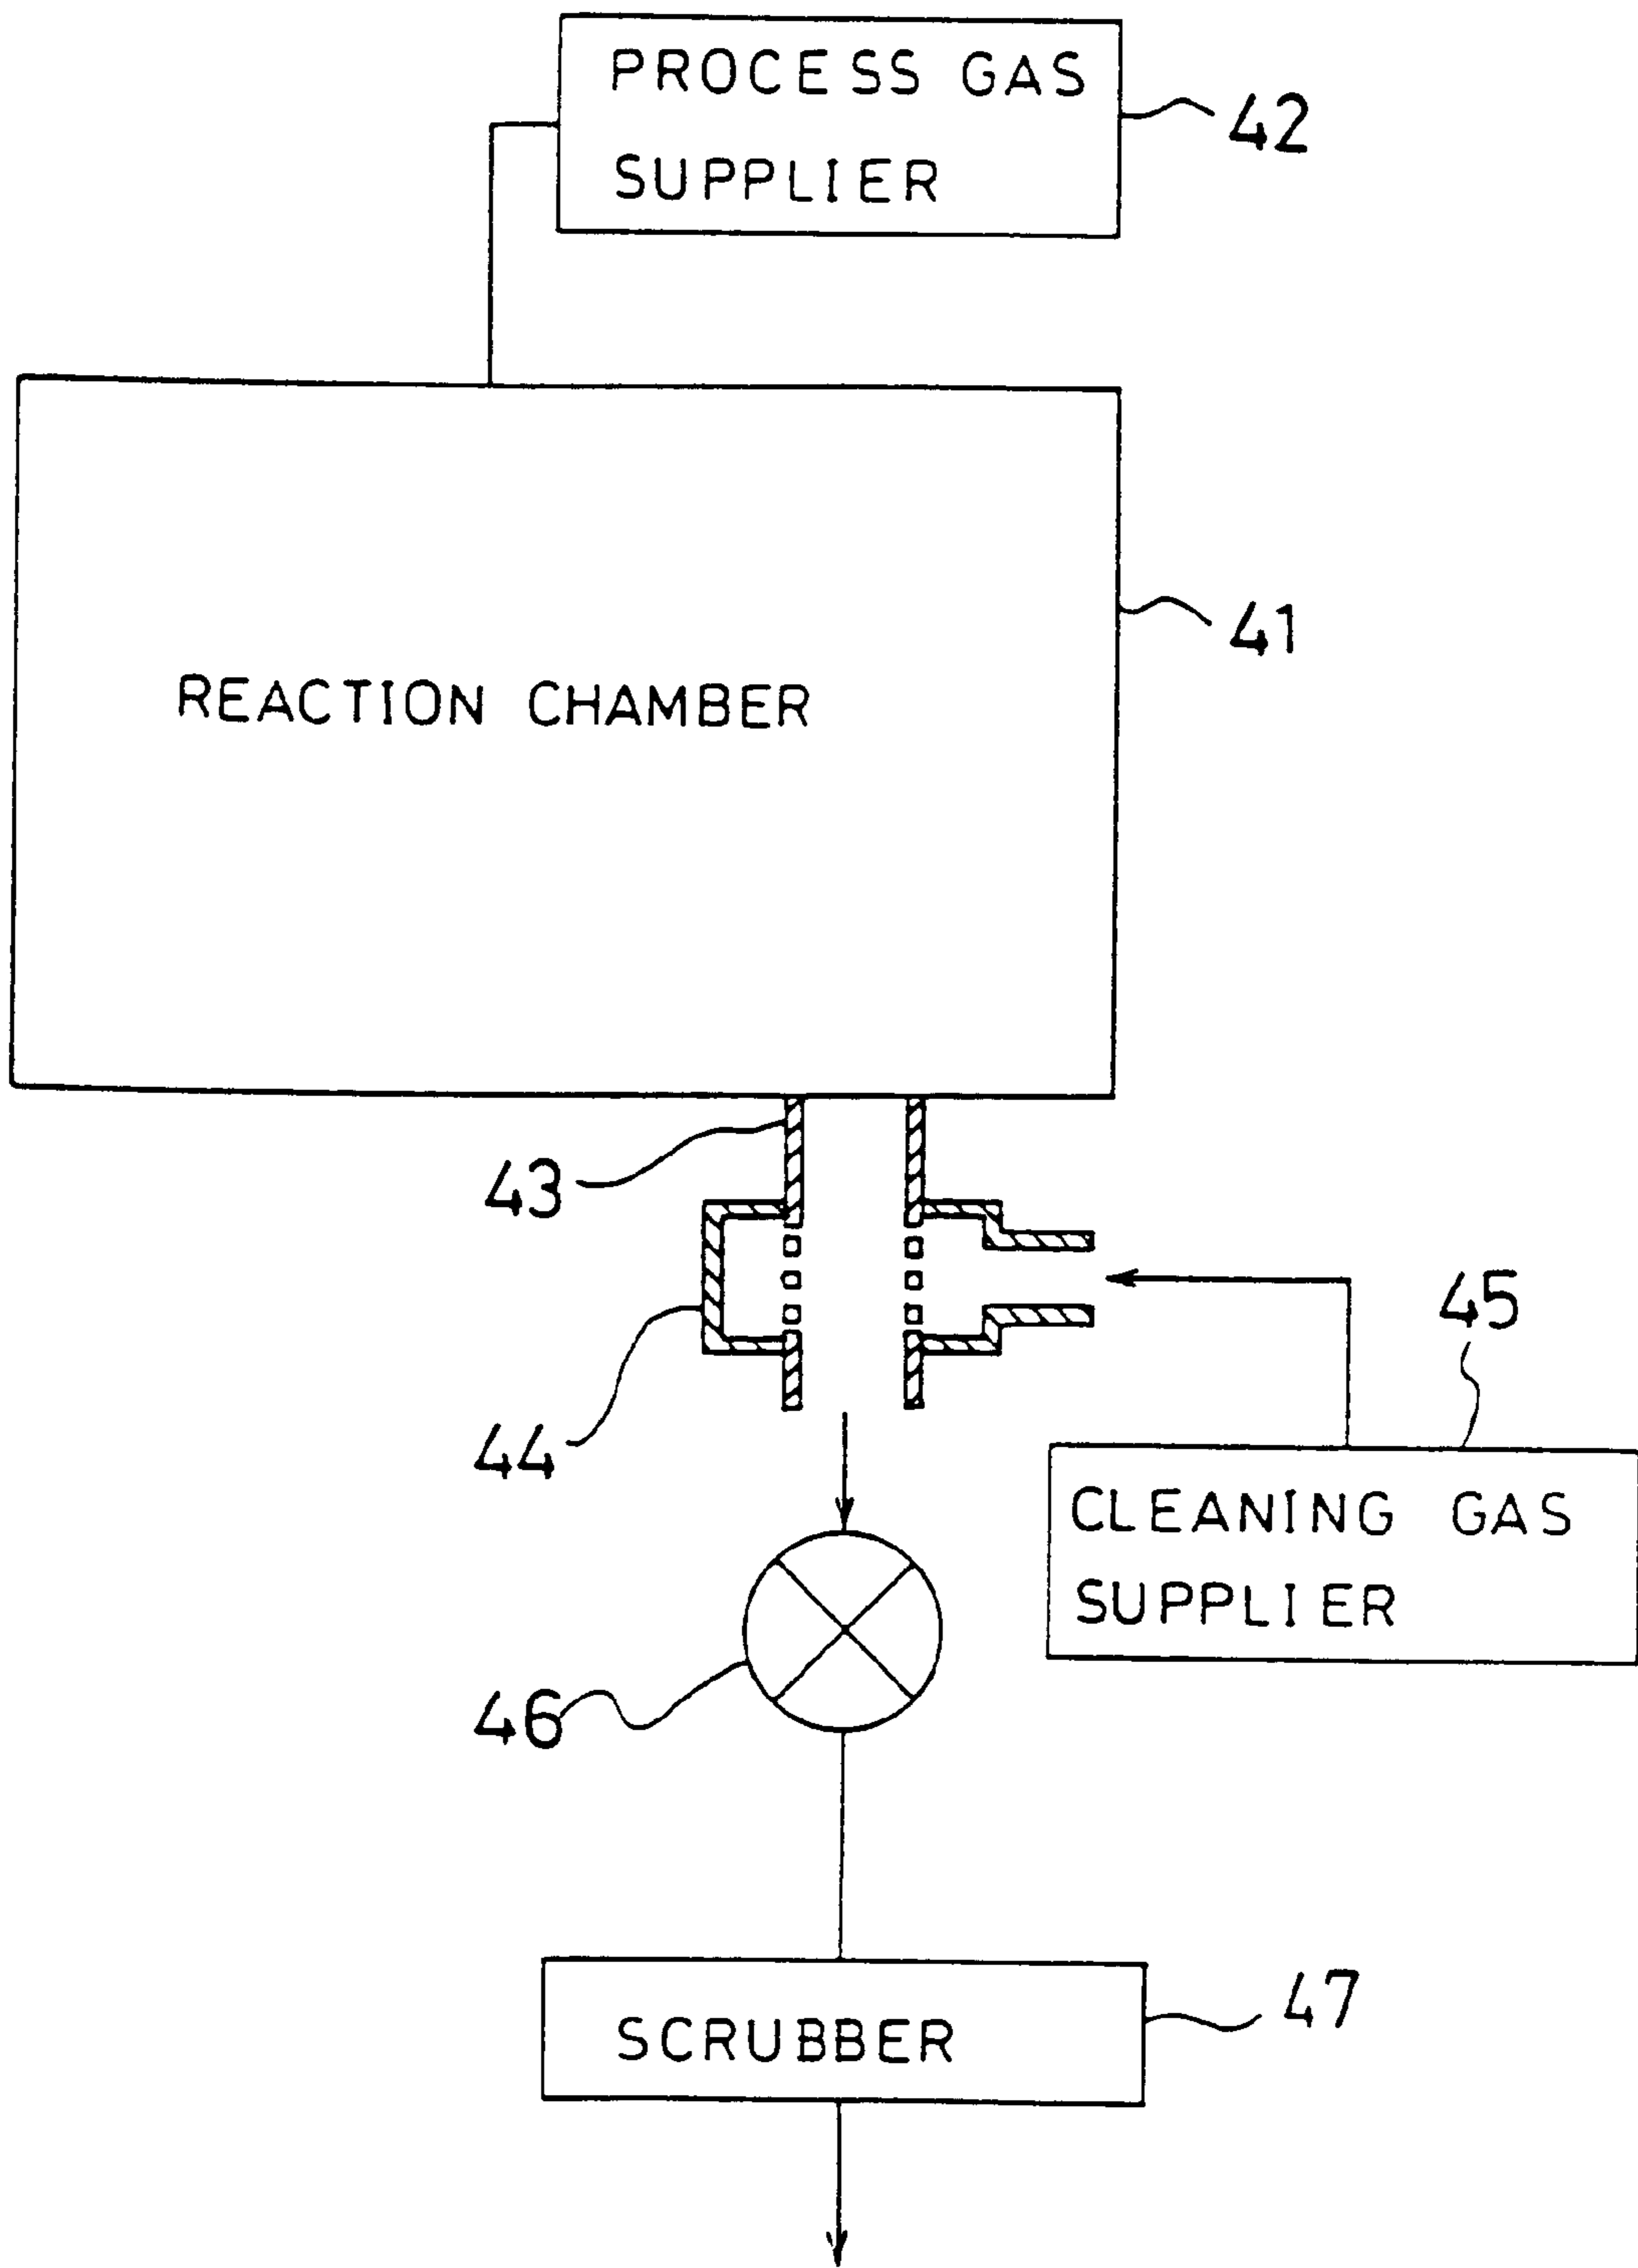 PROCESS GAS
SUPPLIER
42
41
REACTION CHAMBER
43
44
45
CLEANING GAS
SUPPLIER
46
SCRUBBER
47